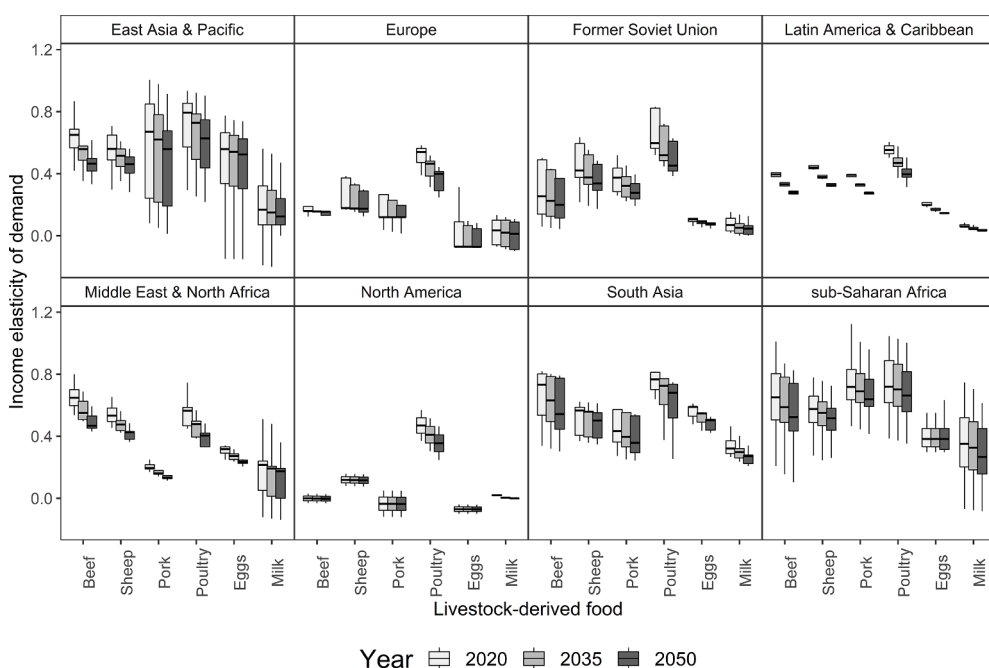 East Asia & Pacific
Europe
Former Soviet Union
Latin America & Caribbean
1.2
0.8
0.4
0.0
Middle East & North Africa
North America
South Asia
sub-Saharan Africa
1.2
0.8
0.4
0.0
Income elasticity of demand
Beef
Sheep
Pork
Poultry
Eggs
Milk
Beef
Sheep
Pork
Poultry
Eggs
Milk
Beef
Sheep
Pork
Poultry
Eggs
Milk
Beef
Sheep
Pork
Poultry
Eggs
Milk
Livestock-derived food
Year 2020 2035 2050